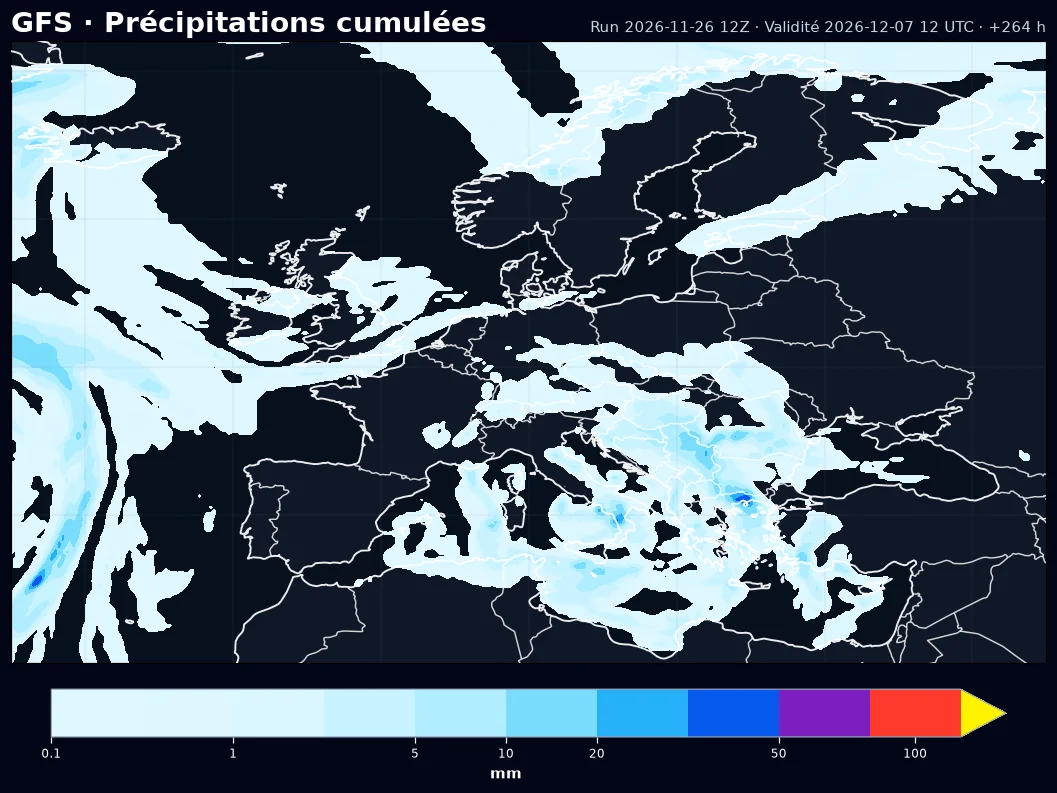 GFS · Précipitations cumulées
Run 2026-11-26 12Z · Validité 2026-12-07 12 UTC · +264 h
0.1 1 5 10 20 50 100
mm